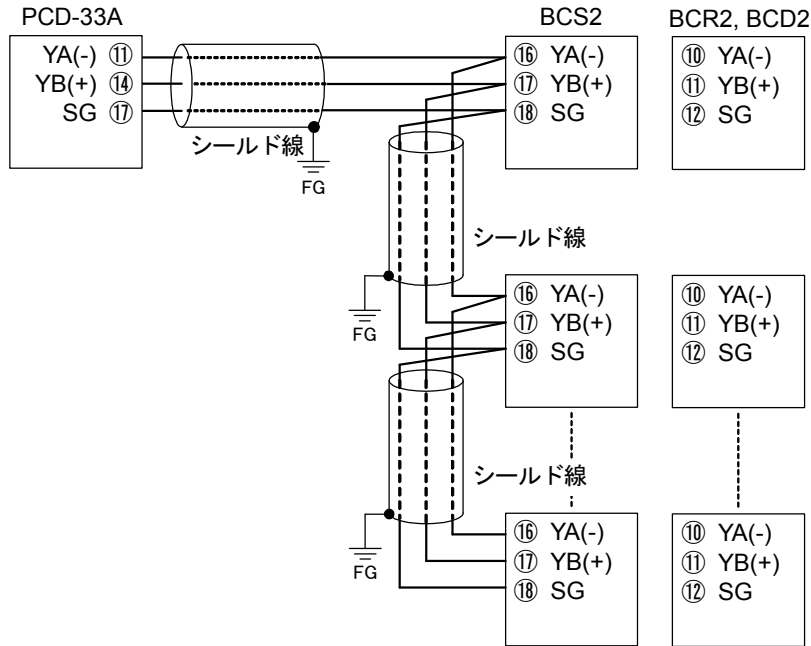 PCD-33A
YA(-) ⑪
YB(+) ⑭
SG ⑰
シールド線
FG
BCS2
⑯ YA(-)
⑰ YB(+)
⑱ SG
BCR2, BCD2
⑩ YA(-)
⑪ YB(+)
⑫ SG
シールド線
FG
⑯ YA(-)
⑰ YB(+)
⑱ SG
⑩ YA(-)
⑪ YB(+)
⑫ SG
シールド線
FG
⑯ YA(-)
⑰ YB(+)
⑱ SG
⑩ YA(-)
⑪ YB(+)
⑫ SG